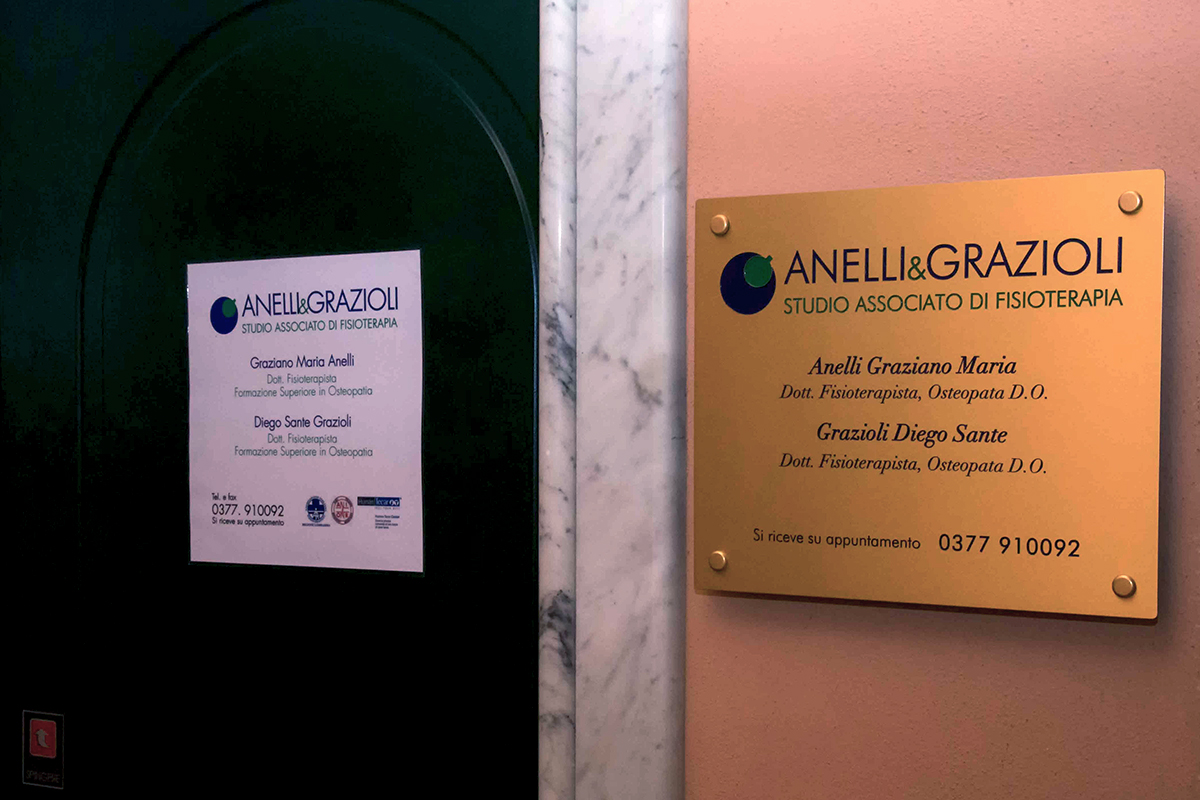 ANELLI&GRAZIOLI
STUDIO ASSOCIATO DI FISIOTERAPIA
Graziano Maria Anelli
Dott. Fisioterapista
Formazione Superiore in Osteopatia
Diego Sante Grazioli
Dott. Fisioterapista
Formazione Superiore in Osteopatia
Tel. e fax
0377. 910092
Si riceve su appuntamento
ANELLI&GRAZIOLI
STUDIO ASSOCIATO DI FISIOTERAPIA
Anelli Graziano Maria
Dott. Fisioterapista, Osteopata D.O.
Grazioli Diego Sante
Dott. Fisioterapista, Osteopata D.O.
Si riceve su appuntamento 0377 910092
SPINGERE